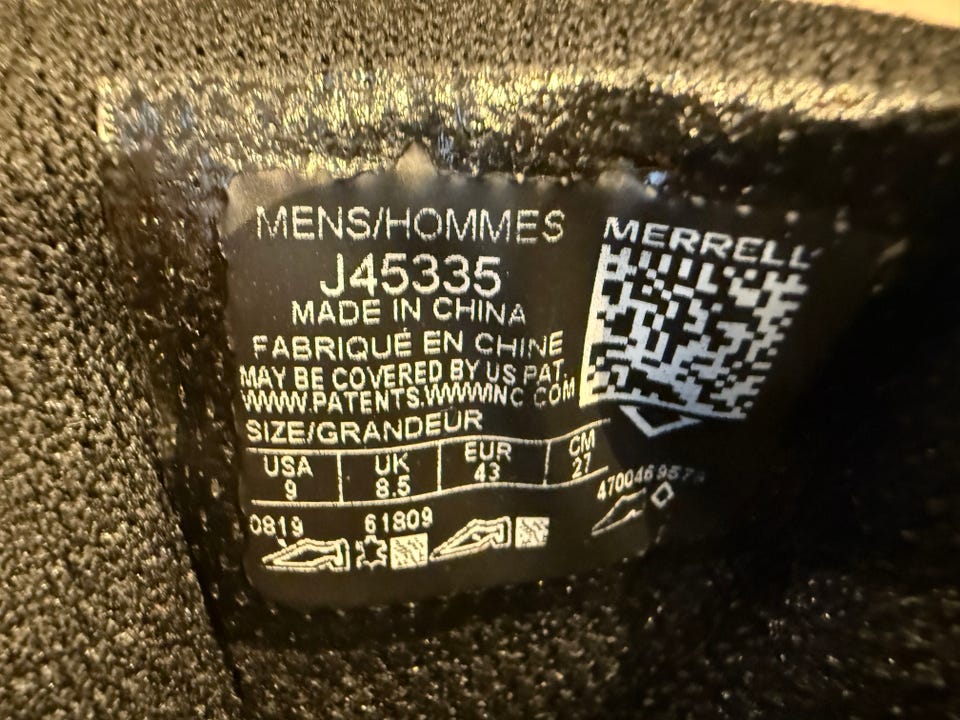 MENS/HOMMES
J45335
MADE IN CHINA
FABRIQUÉ EN CHINE
MAY BE COVERED BY US PAT.
WWW.PATENTS.WWWINC.COM
SIZE/GRANDEUR
USA UK EUR CM
9 8.5 43 27
0819 61809
MERRELL